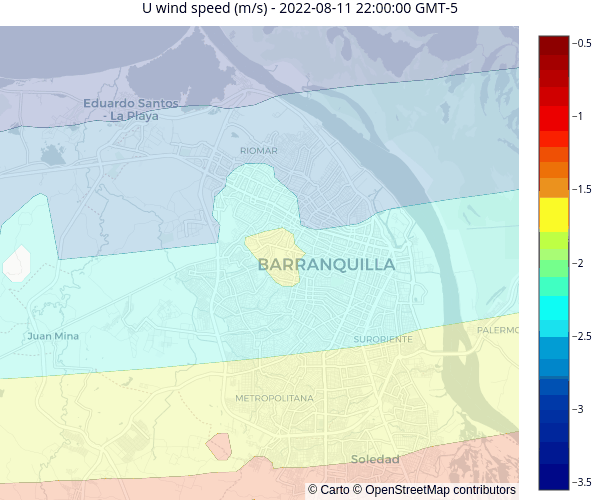 U wind speed (m/s) - 2022-08-11 22:00:00 GMT-5
−0.5
Eduardo Santos
- La Playa
−1
RIOMAR
−1.5
BARRANQUILLA
−2
Juan Mina
SURORIENTE
PALERMO
−2.5
METROPOLITANA
−3
Soledad
−3.5
© Carto © OpenStreetMap contributors